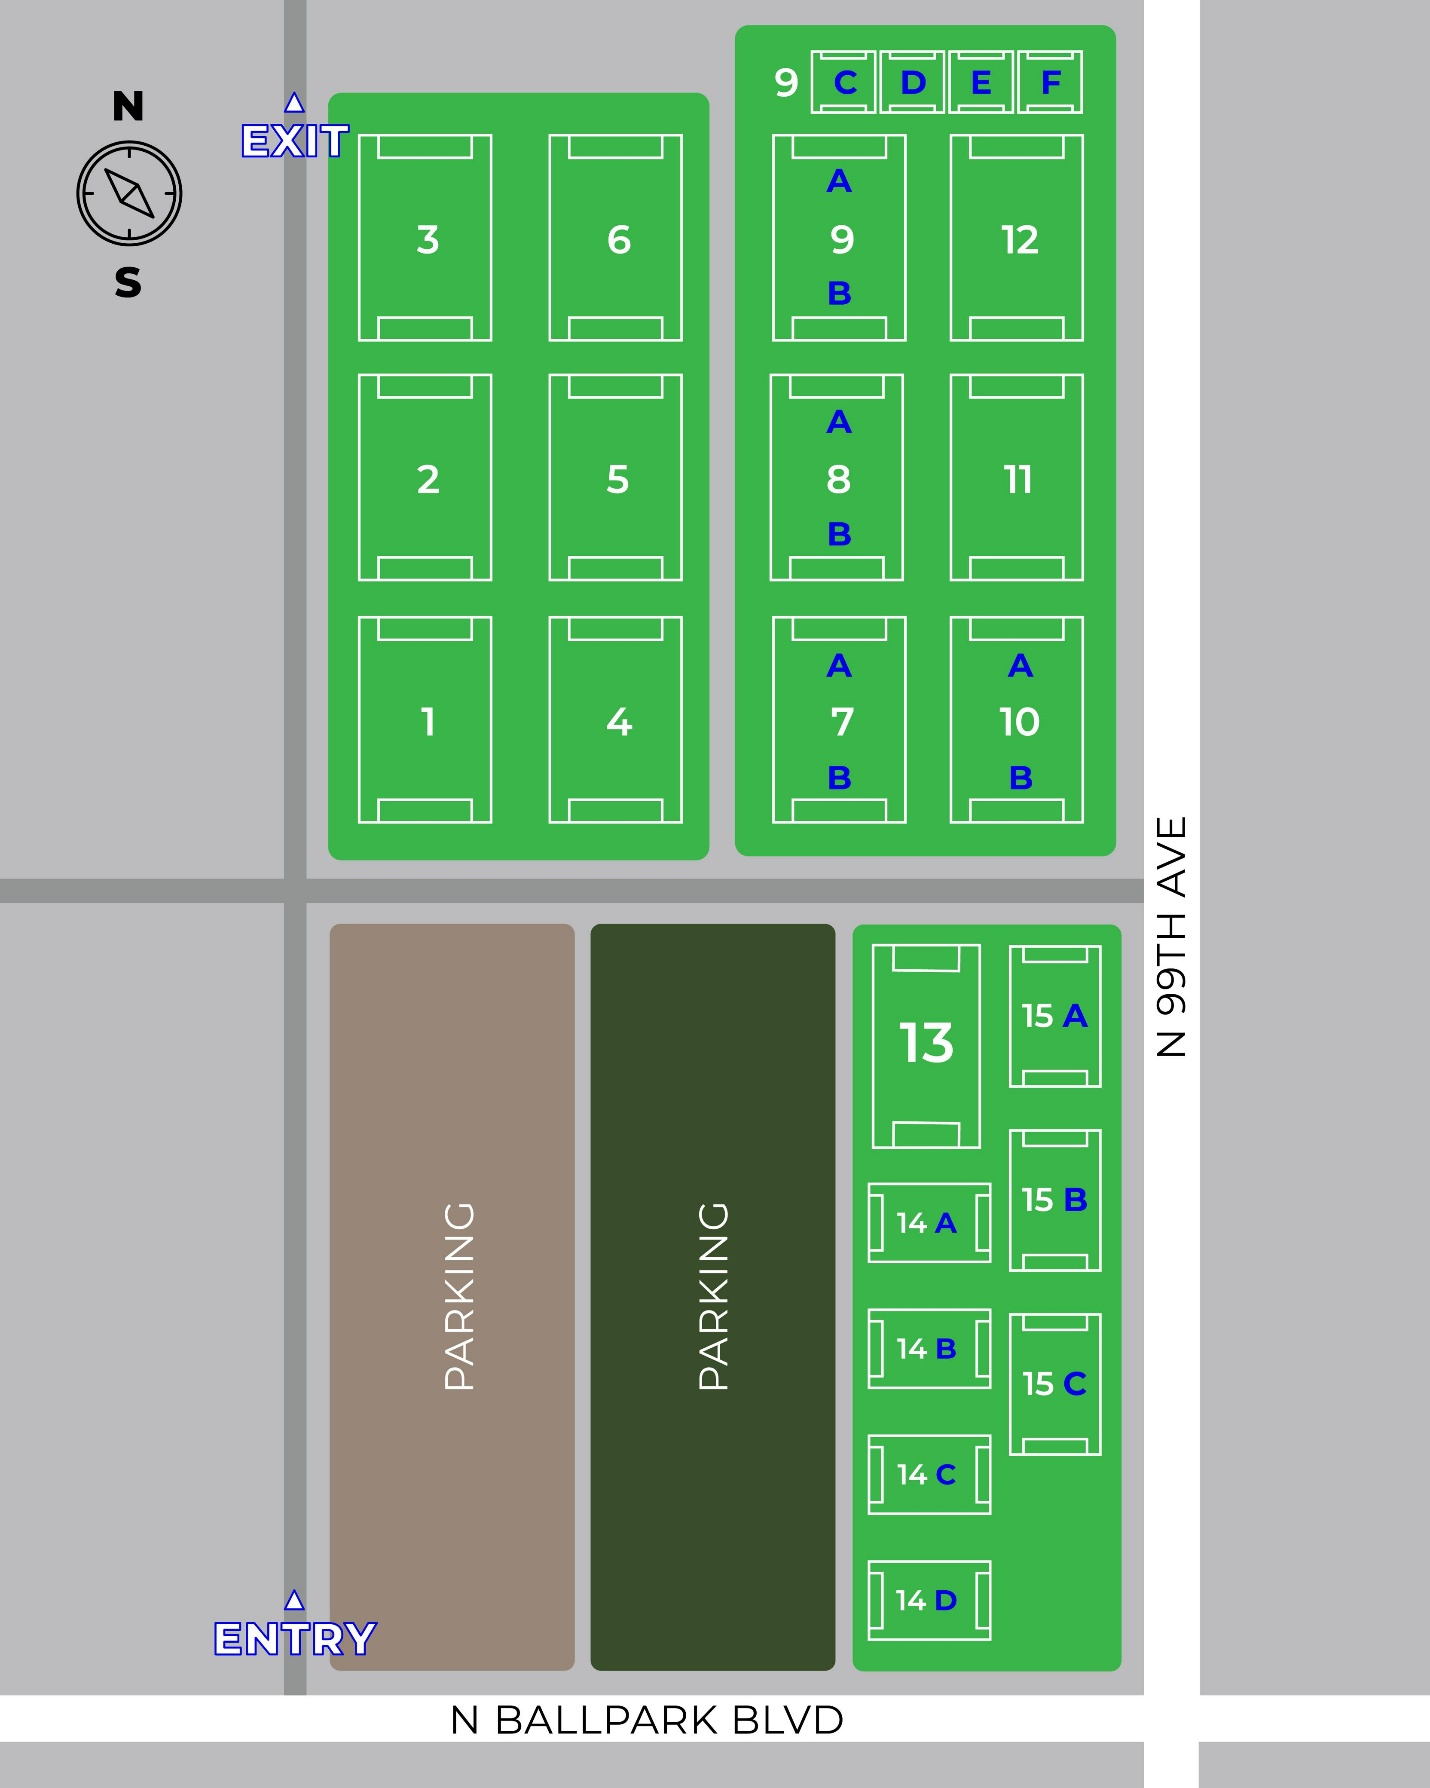 N
S
EXIT
9 C D E F
3
6
A
9
B
12
2
5
A
8
B
11
1
4
A
7
B
A
10
B
N 99TH AVE
PARKING
PARKING
13
15 A
15 B
15 C
14 A
14 B
14 C
14 D
ENTRY
N BALLPARK BLVD